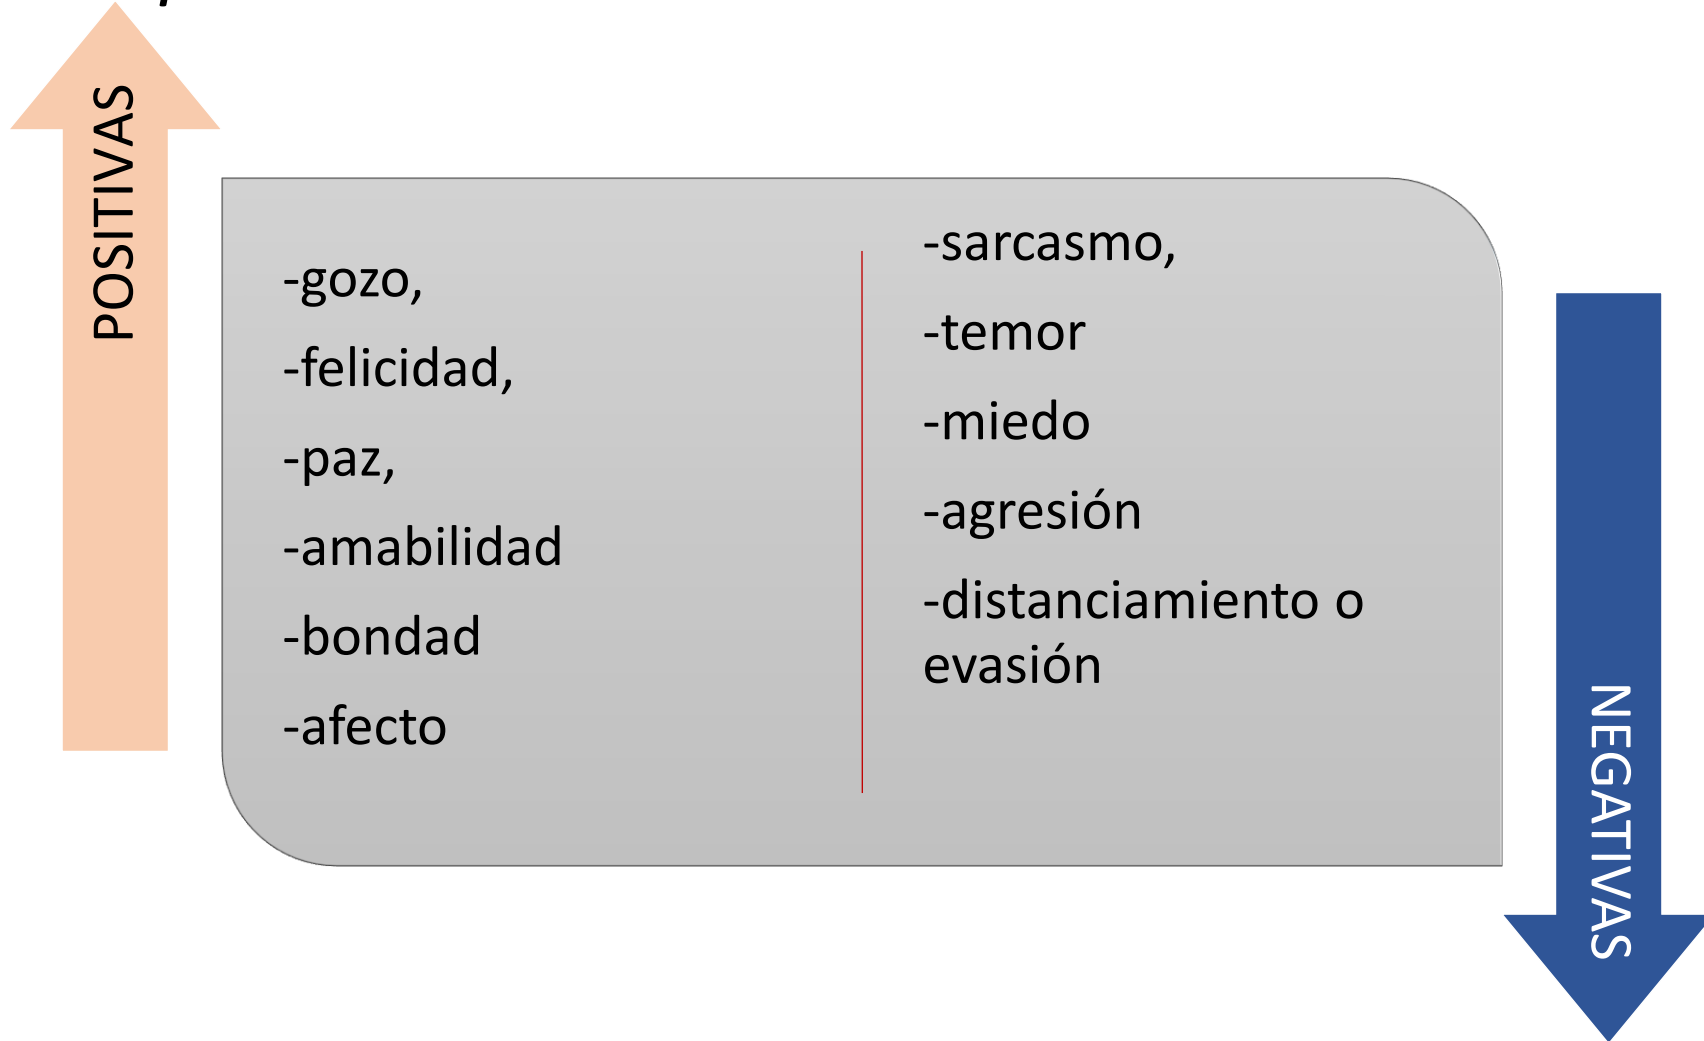 POSITIVAS
-gozo,
-felicidad,
-paz,
-amabilidad
-bondad
-afecto
-sarcasmo,
-temor
-miedo
-agresión
-distanciamiento o
evasión
NEGATIVAS